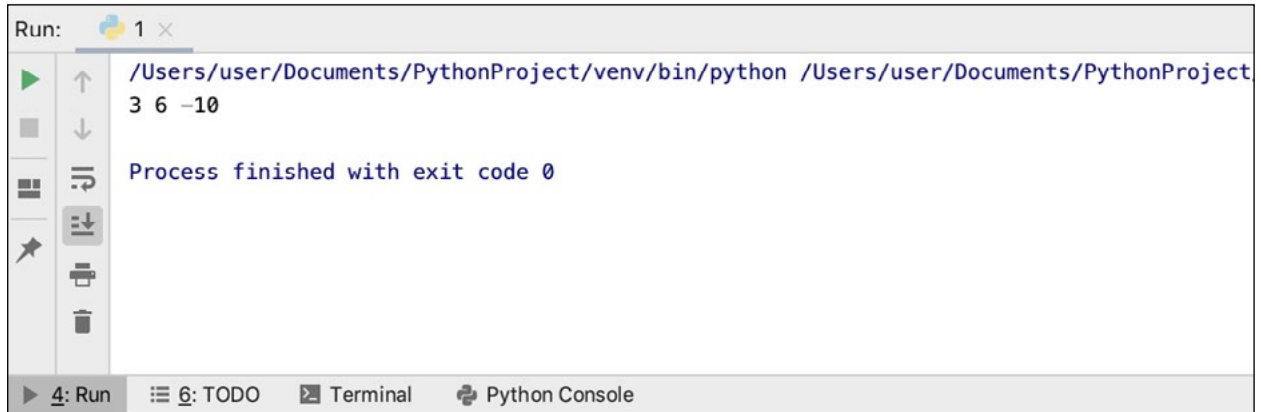 Run: 1
/Users/user/Documents/PythonProject/venv/bin/python /Users/user/Documents/PythonProject
3 6 -10
Process finished with exit code 0
4: Run 6: TODO Terminal Python Console